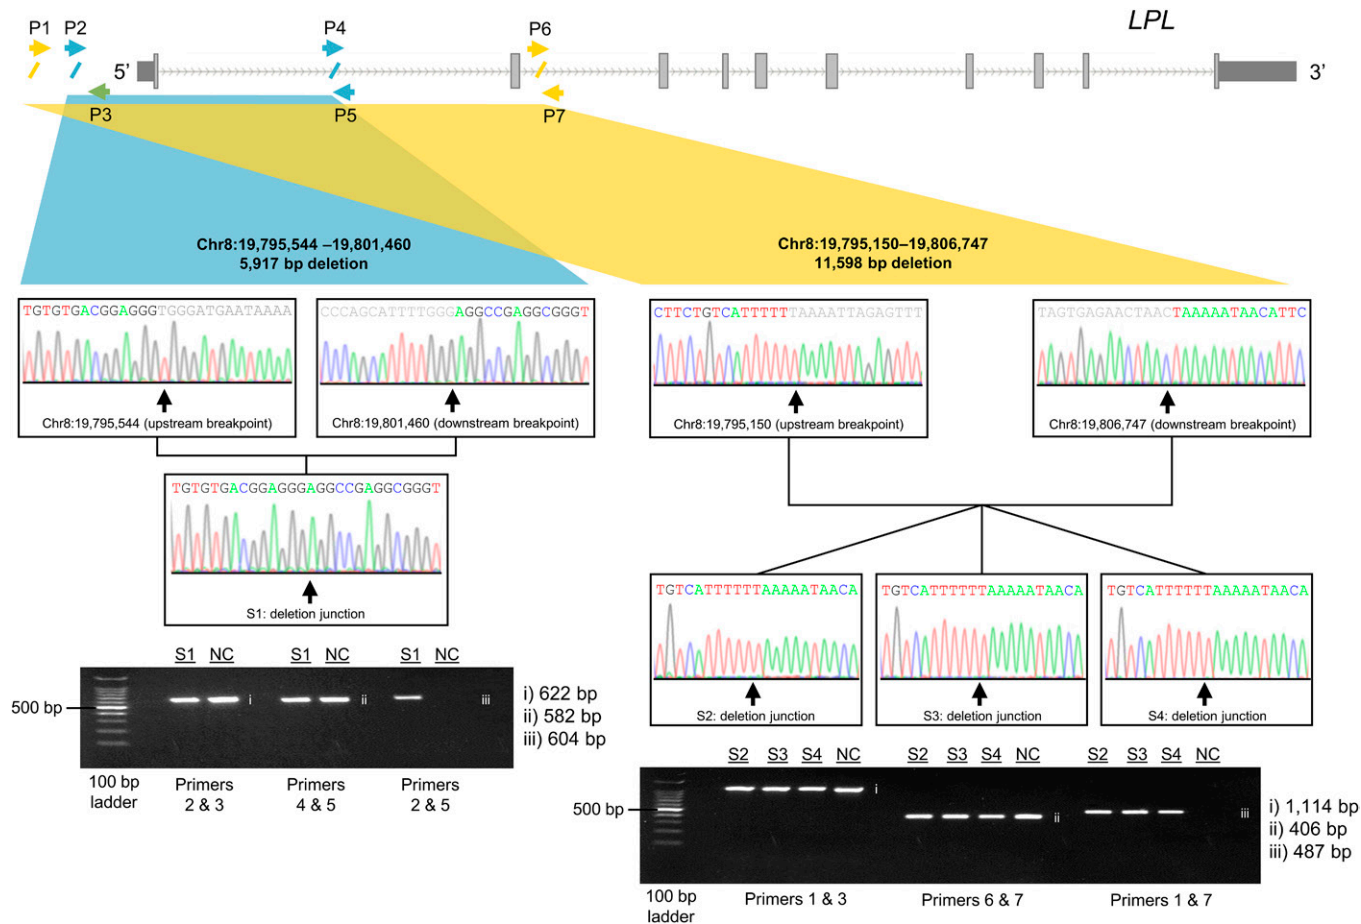 LPL
P1
P2
P4
P6
5’
3’
P3
P5
P7
Chr8:19,795,544 –19,801,460
5,917 bp deletion
Chr8:19,795,150–19,806,747
11,598 bp deletion
TGTGTGACGGAGGGTGGGATGAATAAAA
CCCAGCATTTTGGGAGGCCGAGGCGGGT
CTTCTGTCATTTTTTAAAATTAGAGTTT
TAGTGAGAACTAACTAAAAATAACATTC
Chr8:19,795,544 (upstream breakpoint)
Chr8:19,801,460 (downstream breakpoint)
Chr8:19,795,150 (upstream breakpoint)
Chr8:19,806,747 (downstream breakpoint)
TGTGTGACGGAGGGAGGCCGAGGCGGGT
S1: deletion junction
TGTCATTTTTTAAAAATAACA
TGTCATTTTTTAAAAATAACA
TGTCATTTTTTAAAAATAACA
S2: deletion junction
S3: deletion junction
S4: deletion junction
S1 NC S1 NC S1 NC
500 bp
i
ii
iii
i) 622 bp
ii) 582 bp
iii) 604 bp
100 bp
ladder
Primers
2 & 3
Primers
4 & 5
Primers
2 & 5
S2 S3 S4 NC S2 S3 S4 NC S2 S3 S4 NC
500 bp
i
ii
iii
i) 1,114 bp
ii) 406 bp
iii) 487 bp
100 bp
ladder
Primers 1 & 3
Primers 6 & 7
Primers 1 & 7